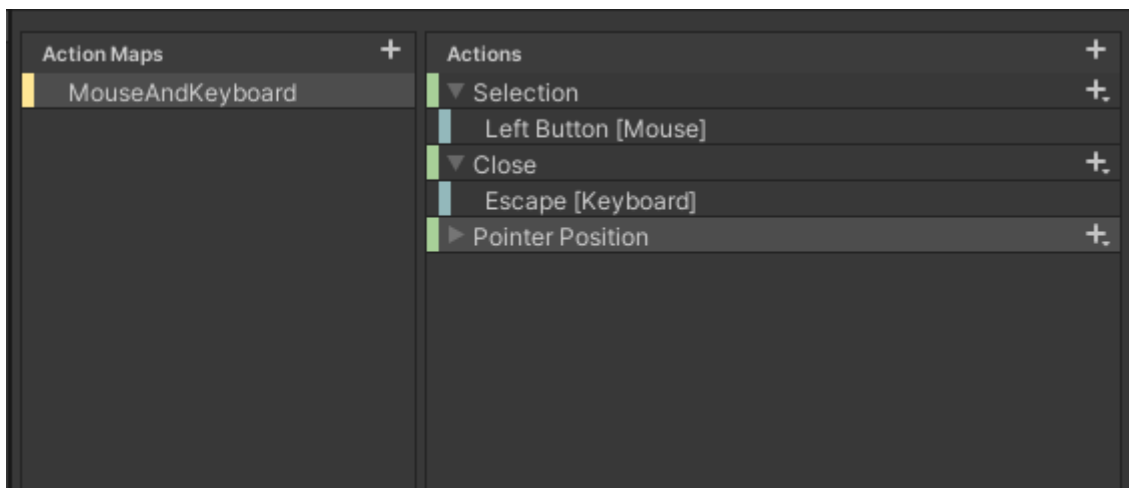 Action Maps
MouseAndKeyboard
Actions
Selection
Left Button [Mouse]
Close
Escape [Keyboard]
Pointer Position